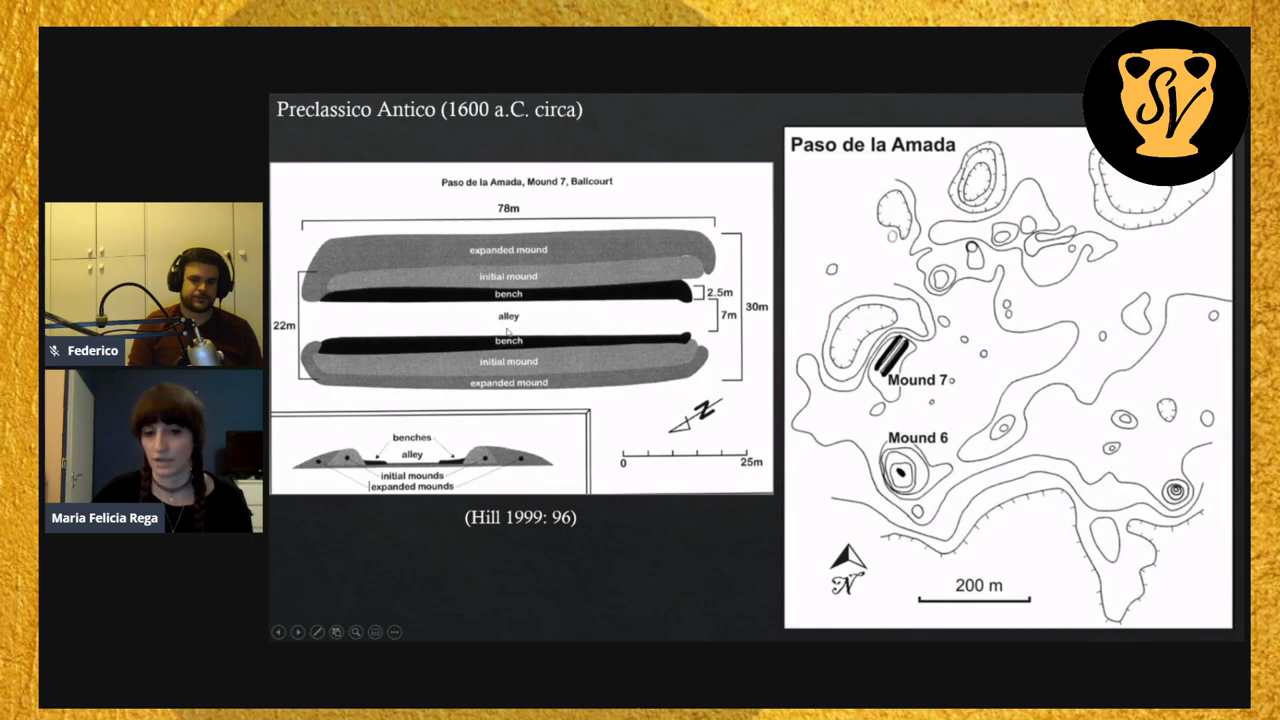 Preclassico Antico (1600 a.C. circa)
Paso de la Amada, Mound 7, Ballcourt
78m
expanded mound
initial mound
bench
2.5m
alley
7m
30m
22m
bench
initial mound
expanded mound
N
benches
alley
initial mounds
expanded mounds
0
25m
(Hill 1999: 96)
Paso de la Amada
Mound 7
Mound 6
N
200 m
SV
Federico
Maria Felicia Rega